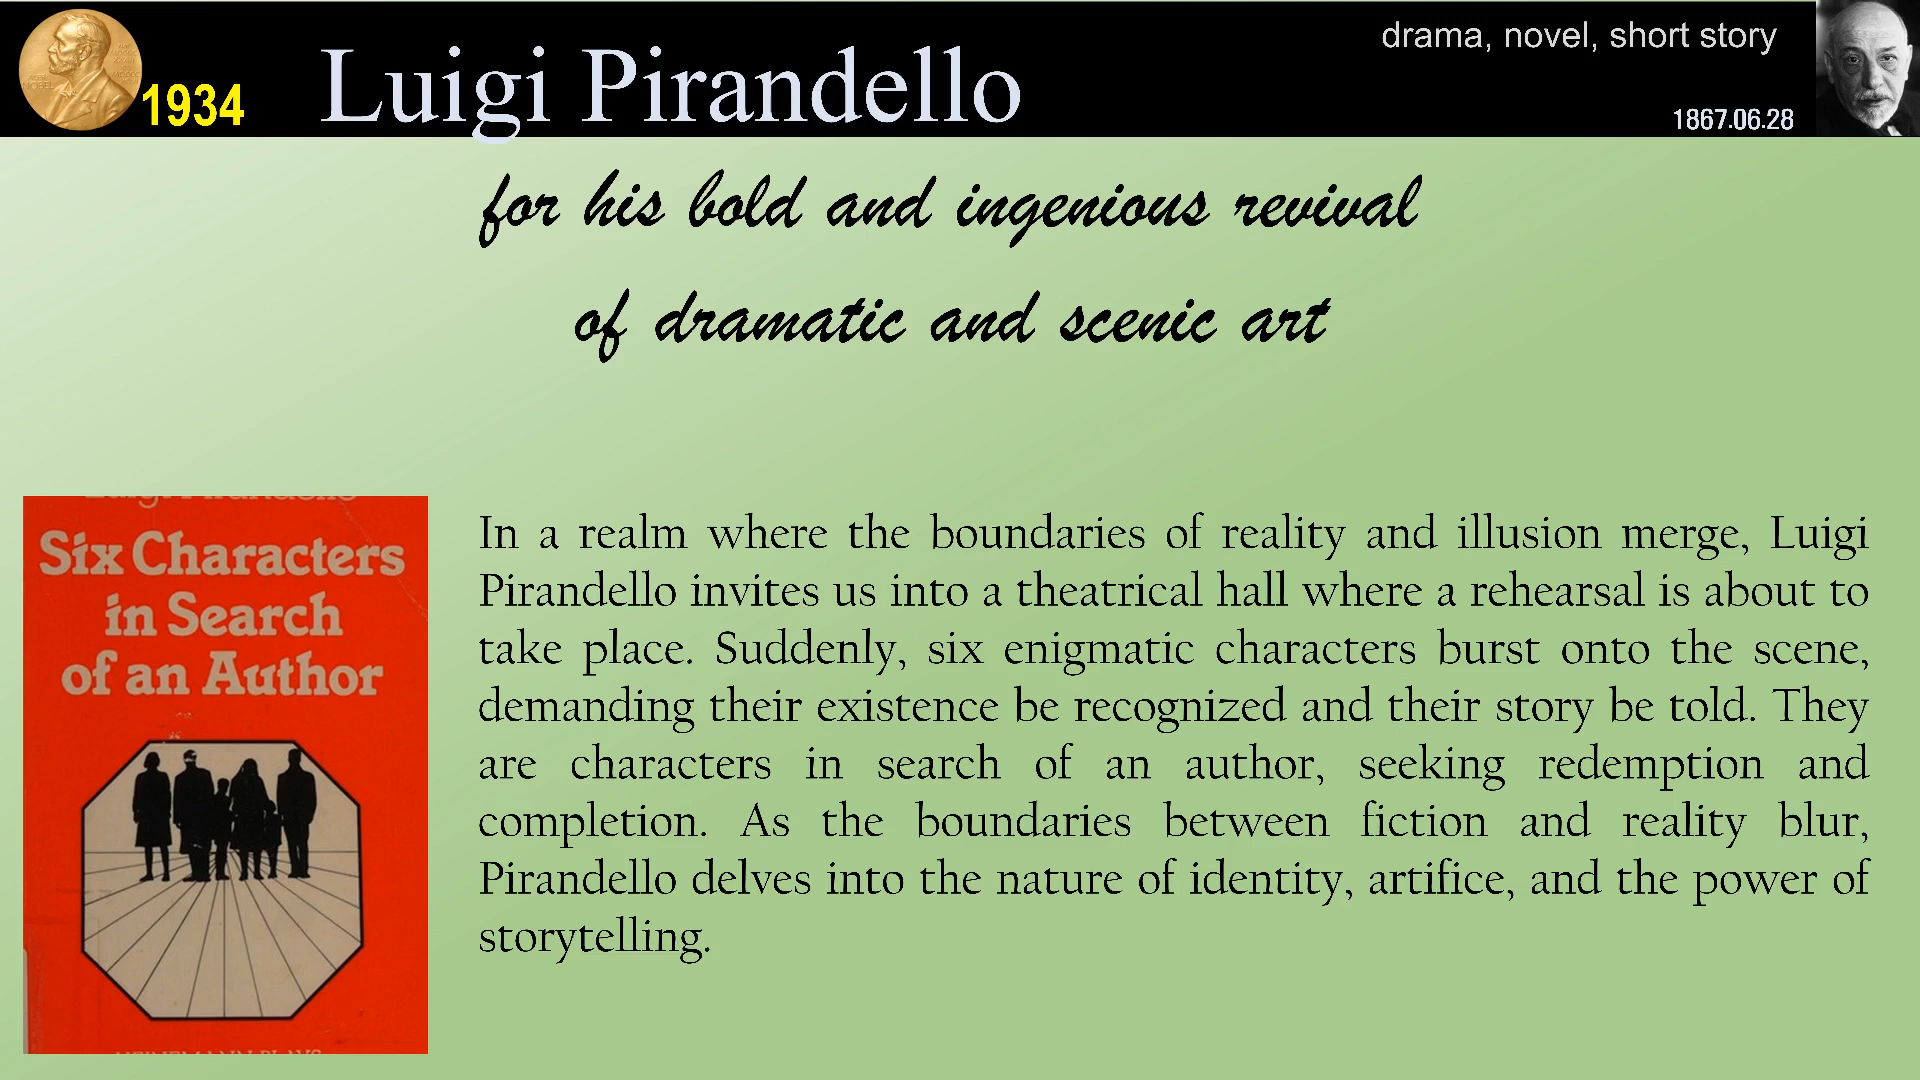 1934
Luigi Pirandello
drama, novel, short story
1867.06.28
for his bold and ingenious revival
of dramatic and scenic art
Six Characters
in Search
of an Author
In a realm where the boundaries of reality and illusion merge, Luigi
Pirandello invites us into a theatrical hall where a rehearsal is about to
take place. Suddenly, six enigmatic characters burst onto the scene,
demanding their existence be recognized and their story be told. They
are characters in search of an author, seeking redemption and
completion. As the boundaries between fiction and reality blur,
Pirandello delves into the nature of identity, artifice, and the power of
storytelling.